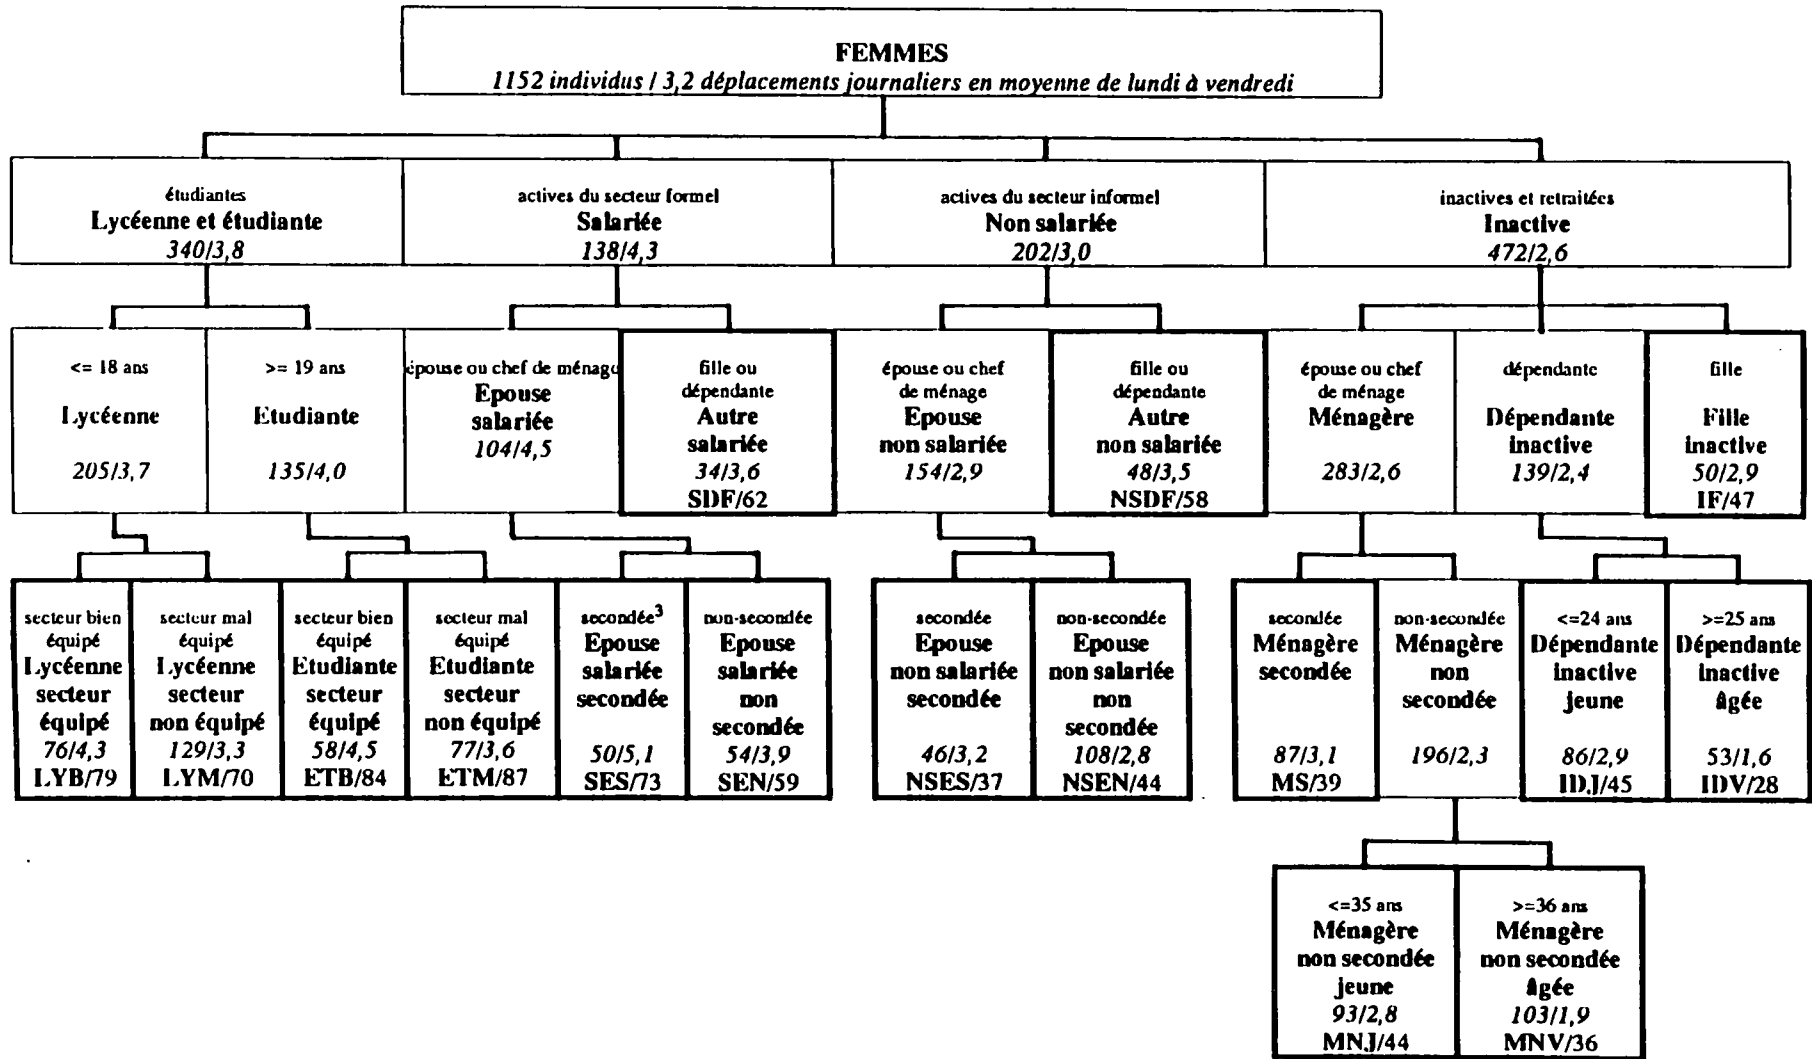 FEMMES
1152 individus / 3,2 déplacements journaliers en moyenne de lundi à vendredi
étudiantes
Lycéenne et étudiante
340/3,8
actives du secteur formel
Salariée
138/4,3
actives du secteur informel
Non salariée
202/3,0
inactives et retraitées
Inactive
472/2,6
<= 18 ans
Lycéenne
205/3,7
>= 19 ans
Etudiante
135/4,0
épouse ou chef de ménage
Epouse
salariée
104/4,5
fille ou
dépendante
Autre
salariée
34/3,6
SDF/62
épouse ou chef
de ménage
Epouse
non salariée
154/2,9
fille ou
dépendante
Autre
non salariée
48/3,5
NSDF/58
épouse ou chef
de ménage
Ménagère
283/2,6
dépendante
Dépendante
inactive
139/2,4
fille
Fille
inactive
50/2,9
IF/47
secteur bien
équipé
Lycéenne
secteur
équipé
76/4,3
LYB/79
secteur mal
équipé
Lycéenne
secteur
non équipé
129/3,3
LYM/70
secteur bien
équipé
Etudiante
secteur
équipé
58/4,5
ETB/84
secteur mal
équipé
Etudiante
secteur
non équipé
77/3,6
ETM/87
secondée³
Epouse
salariée
secondée
50/5,1
SES/73
non-secondée
Epouse
salariée
non
secondée
54/3,9
SEN/59
secondée
Epouse
non salariée
secondée
46/3,2
NSES/37
non-secondée
Epouse
non salariée
non
secondée
108/2,8
NSEN/44
secondée
Ménagère
secondée
87/3,1
MS/39
non-secondée
Ménagère
non
secondée
196/2,3
<=24 ans
Dépendante
inactive
jeune
86/2,9
IDJ/45
>=25 ans
Dépendante
inactive
âgée
53/1,6
IDV/28
<=35 ans
Ménagère
non secondée
jeune
93/2,8
MNJ/44
>=36 ans
Ménagère
non secondée
âgée
103/1,9
MNV/36